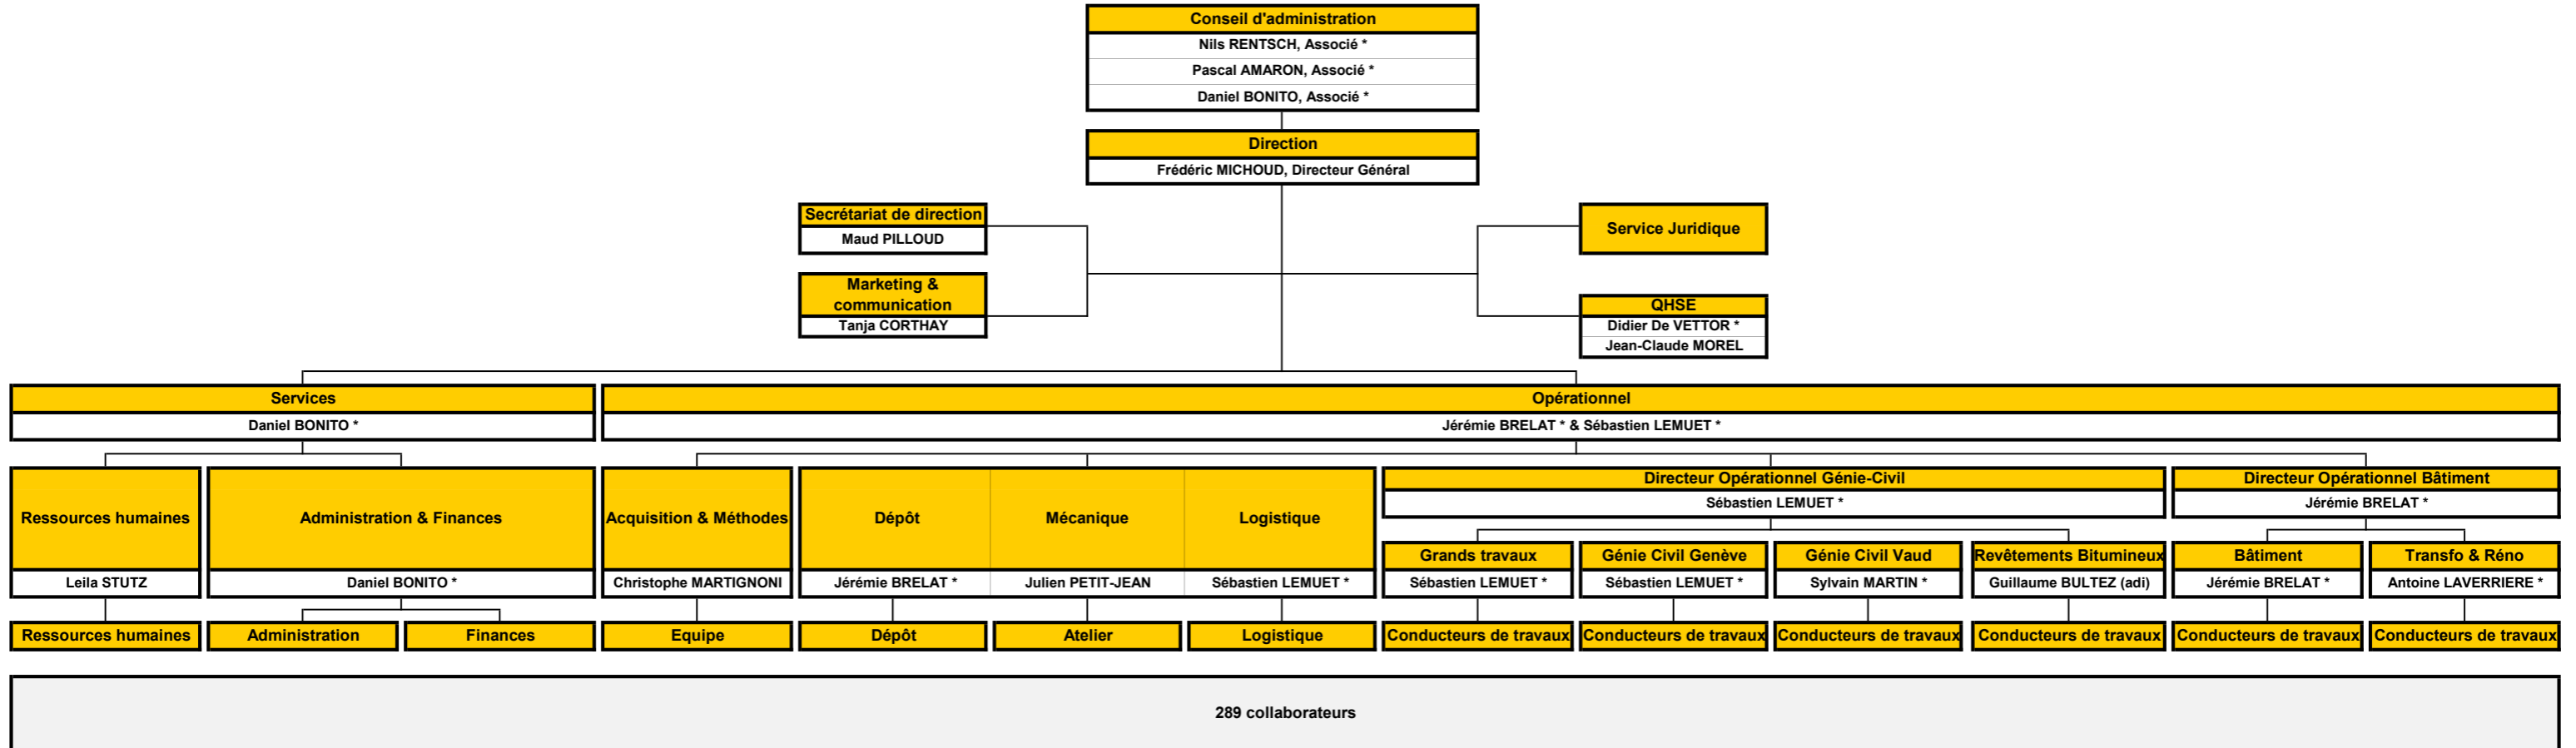 Conseil d'administration
Nils RENTSCH, Associé *
Pascal AMARON, Associé *
Daniel BONITO, Associé *
Direction
Frédéric MICHOUD, Directeur Général
Secrétariat de direction
Maud PILLOUD
Service Juridique
Marketing &
communication
Tanja CORTHAY
QHSE
Didier De VETTOR *
Jean-Claude MOREL
Services
Daniel BONITO *
Opérationnel
Jérémie BRELAT * & Sébastien LEMUET *
Ressources humaines
Leila STUTZ
Ressources humaines
Administration & Finances
Daniel BONITO *
Administration
Finances
Acquisition & Méthodes
Christophe MARTIGNONI
Equipe
Dépôt
Jérémie BRELAT *
Dépôt
Mécanique
Julien PETIT-JEAN
Atelier
Logistique
Sébastien LEMUET *
Logistique
Directeur Opérationnel Génie-Civil
Sébastien LEMUET *
Grands travaux
Sébastien LEMUET *
Conducteurs de travaux
Génie Civil Genève
Sébastien LEMUET *
Conducteurs de travaux
Génie Civil Vaud
Sylvain MARTIN *
Conducteurs de travaux
Revêtements Bitumineux
Guillaume BULTEZ (adi)
Conducteurs de travaux
Directeur Opérationnel Bâtiment
Jérémie BRELAT *
Bâtiment
Jérémie BRELAT *
Conducteurs de travaux
Transfo & Réno
Antoine LAVERRIERE *
Conducteurs de travaux
289 collaborateurs